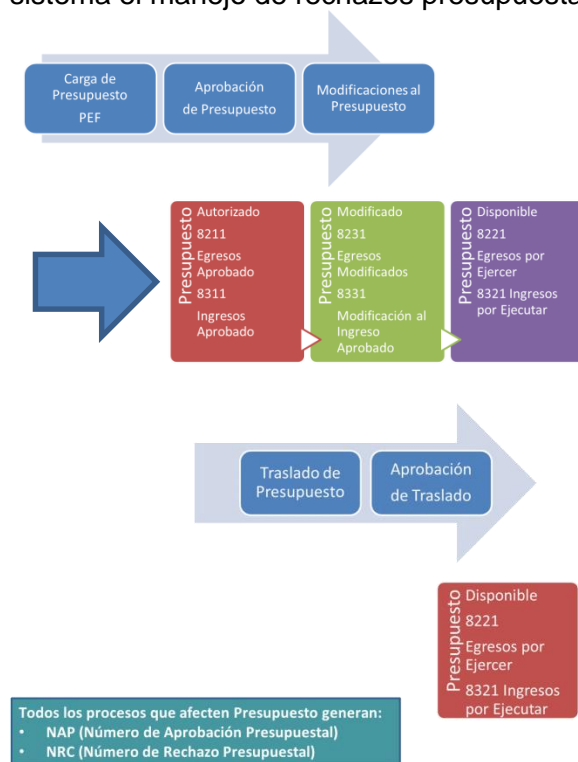 sistema el manejo de rechazos presupuesta
Carga de
Presupuesto
PEF
Aprobación
de Presupuesto
Modificaciones al
Presupuesto
Presupuesto
Autorizado
8211
Egresos
Aprobado
8311
Ingresos
Aprobado
Presupuesto
Modificado
8231
Egresos
Modificados
8331
Modificación al
Ingreso
Aprobado
Presupuesto
Disponible
8221
Egresos por
Ejercer
8321 Ingresos
por Ejecutar
Traslado de
Presupuesto
Aprobación
de Traslado
Presupuesto
Disponible
8221
Egresos por
Ejercer
8321 Ingresos
por Ejecutar
Todos los procesos que afecten Presupuesto generan:
• NAP (Número de Aprobación Presupuestal)
• NRC (Número de Rechazo Presupuestal)